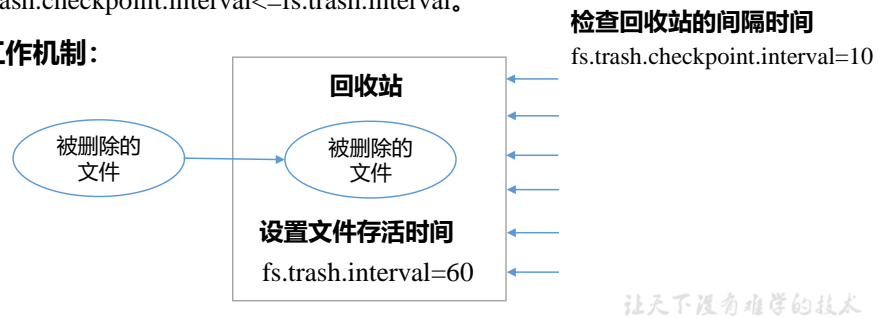 ash.checkpoint.interval<=fs.trash.interval。
检查回收站的间隔时间
fs.trash.checkpoint.interval=10
工作机制：
回收站
被删除的
文件
被删除的
文件
设置文件存活时间
fs.trash.interval=60
让天下没有难学的技术